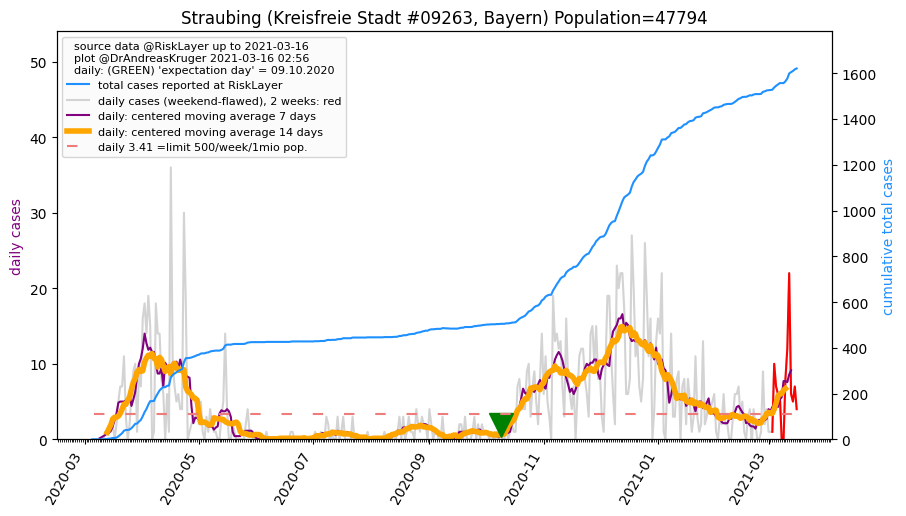 Straubing (Kreisfreie Stadt #09263, Bayern) Population=47794
source data @RiskLayer up to 2021-03-16
plot @DrAndreasKruger 2021-03-16 02:56
daily: (GREEN) 'expectation day' = 09.10.2020
total cases reported at RiskLayer
daily cases (weekend-flawed), 2 weeks: red
daily: centered moving average 7 days
daily: centered moving average 14 days
daily 3.41 =limit 500/week/1mio pop.
daily cases
50
40
30
20
10
0
cumulative total cases
1600
1400
1200
1000
800
600
400
200
0
2020-03
2020-05
2020-07
2020-09
2020-11
2021-01
2021-03